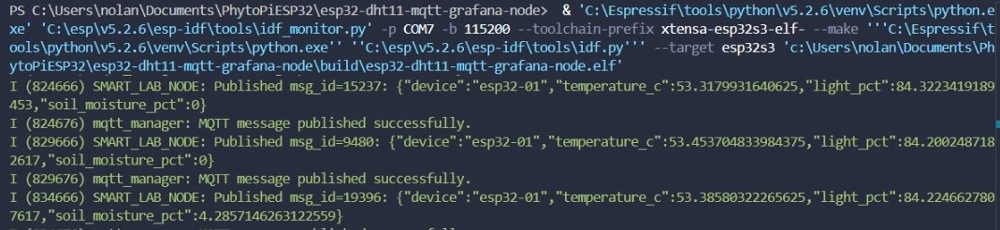 PS C:\Users\nolan\Documents\PhytoPiESP32\esp32-dht11-mqtt-grafana-node>  & 'C:\Espressif\tools\python\v5.2.6\venv\Scripts\python.e
xe' 'C:\esp\v5.2.6\esp-idf\tools\idf_monitor.py' -p COM7 -b 115200 --toolchain-prefix xtensa-esp32s3-elf- --make '''C:\Espressif\t
ools\python\v5.2.6\venv\Scripts\python.exe'' ''C:\esp\v5.2.6\esp-idf\tools\idf.py''' --target esp32s3 'c:\Users\nolan\Documents\Ph
ytoPiESP32\esp32-dht11-mqtt-grafana-node\build\esp32-dht11-mqtt-grafana-node.elf'
I (824666) SMART_LAB_NODE: Published msg_id=15237: {"device":"esp32-01","temperature_c":53.3179931640625,"light_pct":84.3223419189
453,"soil_moisture_pct":0}
I (824676) mqtt_manager: MQTT message published successfully.
I (829666) SMART_LAB_NODE: Published msg_id=9480: {"device":"esp32-01","temperature_c":53.453704833984375,"light_pct":84.200248718
2617,"soil_moisture_pct":0}
I (829676) mqtt_manager: MQTT message published successfully.
I (834666) SMART_LAB_NODE: Published msg_id=19396: {"device":"esp32-01","temperature_c":53.38580322265625,"light_pct":84.224662780
7617,"soil_moisture_pct":4.2857146263122559}